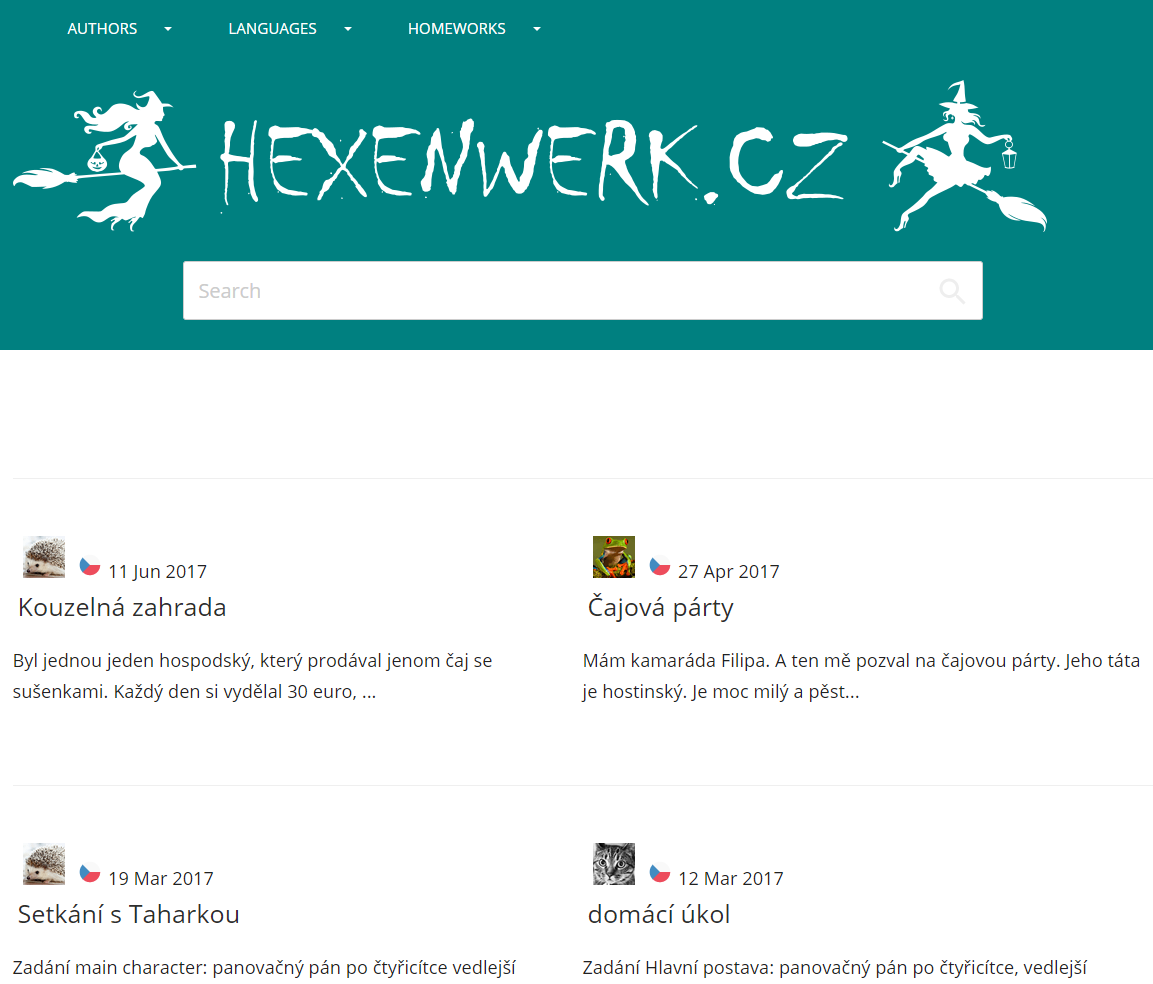 AUTHORS
LANGUAGES
HOMEWORKS
HEXENWERK.CZ
Search
11 Jun 2017
Kouzelná zahrada
Byl jednou jeden hospodský, který prodával jenom čaj se
sušenkami. Každý den si vydělal 30 euro, ...
27 Apr 2017
Čajová párty
Mám kamaráda Filipa. A ten mě pozval na čajovou párty. Jeho táta
je hostinský. Je moc milý a pěst...
19 Mar 2017
Setkání s Taharkou
Zadání main character: panovačný pán po čtyřicítce vedlejší
12 Mar 2017
domácí úkol
Zadání Hlavní postava: panovačný pán po čtyřicítce, vedlejší